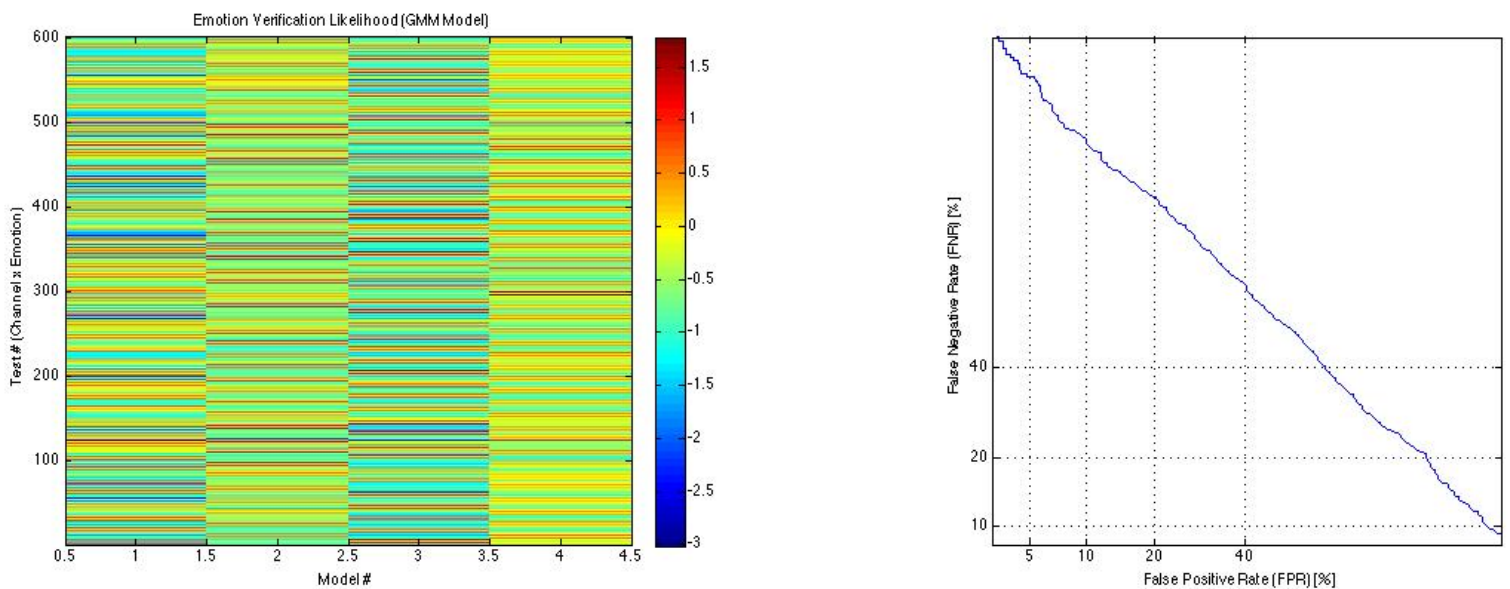 Emotion Verification Likelihood (GMM Model)
600
500
400
300
200
100
Test # (Channel x Emotion)
0.5 1 1.5 2 2.5 3 3.5 4 4.5
Model #
1.5
1
0.5
0
-0.5
-1
-1.5
-2
-2.5
-3
40
20
10
False Negative Rate (FNR) [%]
5 10 20 40
False Positive Rate (FPR) [%]